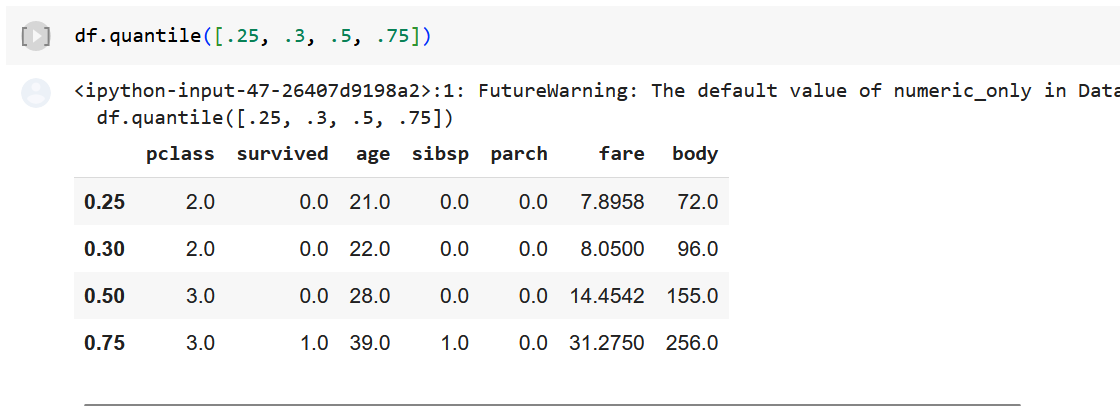 df.quantile([.25, .3, .5, .75])
<ipython-input-47-26407d9198a2>:1: FutureWarning: The default value of numeric_only in Data
df.quantile([.25, .3, .5, .75])
pclass survived age sibsp parch fare body
0.25 2.0 0.0 21.0 0.0 0.0 7.8958 72.0
0.30 2.0 0.0 22.0 0.0 0.0 8.0500 96.0
0.50 3.0 0.0 28.0 0.0 0.0 14.4542 155.0
0.75 3.0 1.0 39.0 1.0 0.0 31.2750 256.0